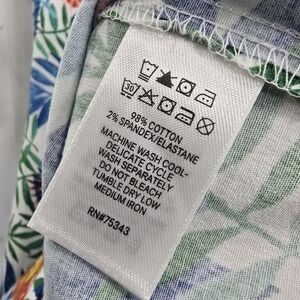 30
98% COTTON
2% SPANDEX/ELASTANE
MACHINE WASH COOL-
DELICATE CYCLE
WASH SEPARATELY
DO NOT BLEACH
TUMBLE DRY LOW
MEDIUM IRON
RN#75343